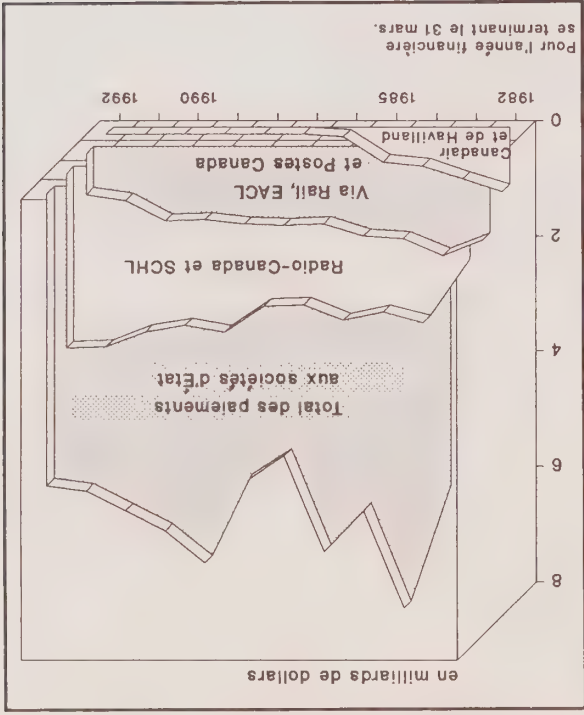 en milliards de dollars
8
6
4
2
0
Total des paiements
aux sociétés d'État
Radio-Canada et SCHL
Via Rail, EACL
et Postes Canada
Canadair
et de Havilland
1982 1985 1990 1992
Pour l'année financière
se terminant le 31 mars.